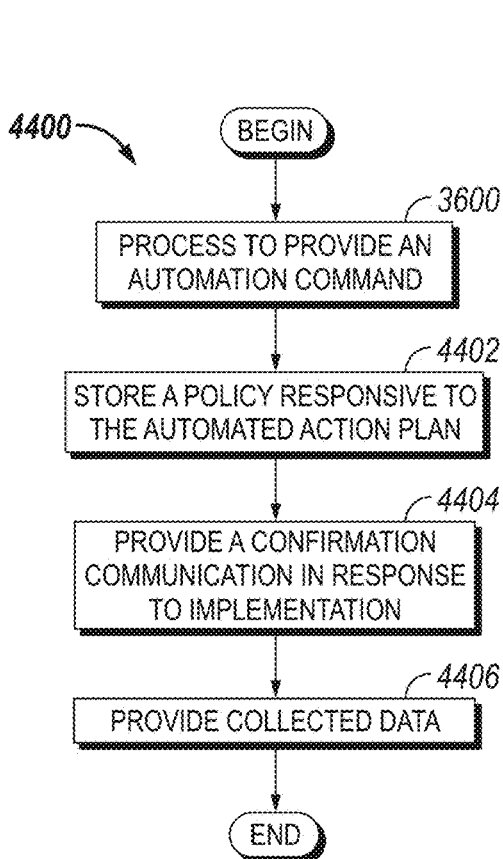 4400
BEGIN
3600
PROCESS TO PROVIDE AN
AUTOMATION COMMAND
4402
STORE A POLICY RESPONSIVE TO
THE AUTOMATED ACTION PLAN
4404
PROVIDE A CONFIRMATION
COMMUNICATION IN RESPONSE
TO IMPLEMENTATION
4406
PROVIDE COLLECTED DATA
END